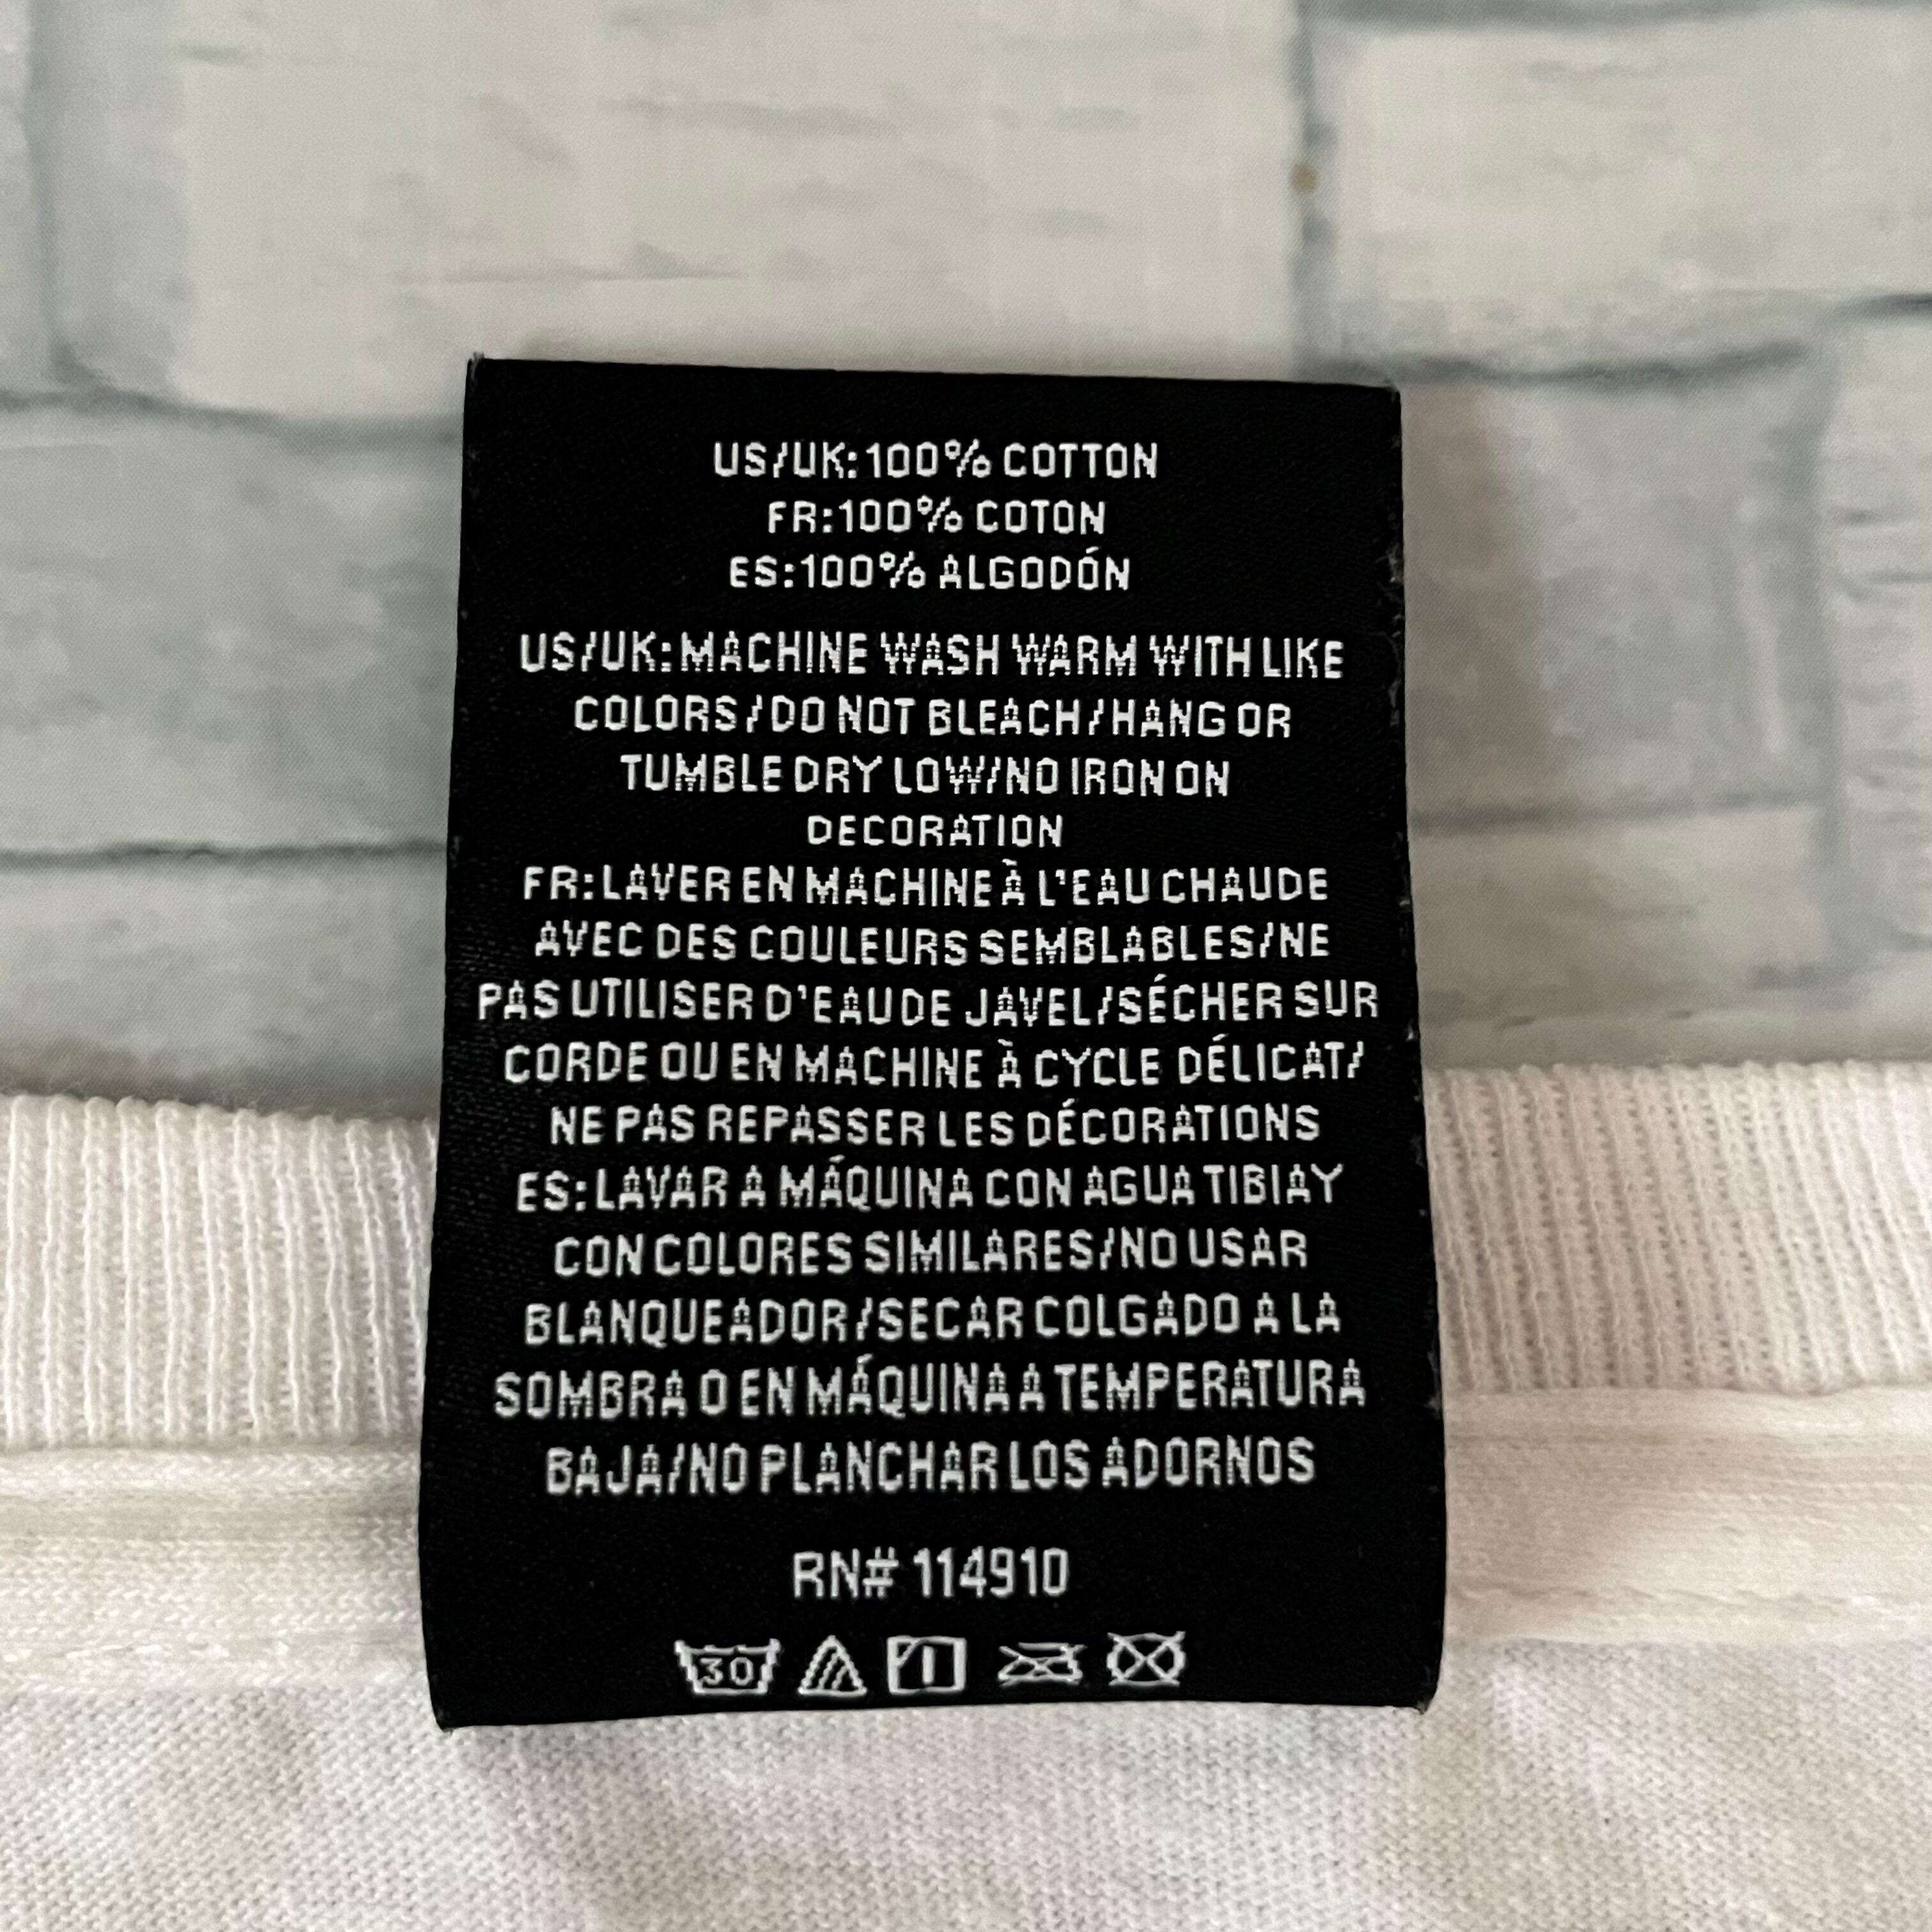 US/UK:100% COTTON
FR:100% COTON
ES:100% ALGODÓN
US/UK:MACHINE WASH WARM WITH LIKE
COLORS/DO NOT BLEACH/HANG OR
TUMBLE DRY LOW/NO IRON ON
DECORATION
FR:LAVER EN MACHINE À L'EAU CHAUDE
AVEC DES COULEURS SEMBLABLES/NE
PAS UTILISER D'EAU DE JAVEL/SÉCHER SUR
CORDE OU EN MACHINE À CYCLE DÉLICAT/
NE PAS REPASSER LES DÉCORATIONS
ES:LAVAR A MÁQUINA CON AGUA TIBIA Y
CON COLORES SIMILARES/NO USAR
BLANQUEADOR/SECAR COLGADO A LA
SOMBRA O EN MÁQUINA A TEMPERATURA
BAJA/NO PLANCHAR LOS ADORNOS
RN# 114910
30